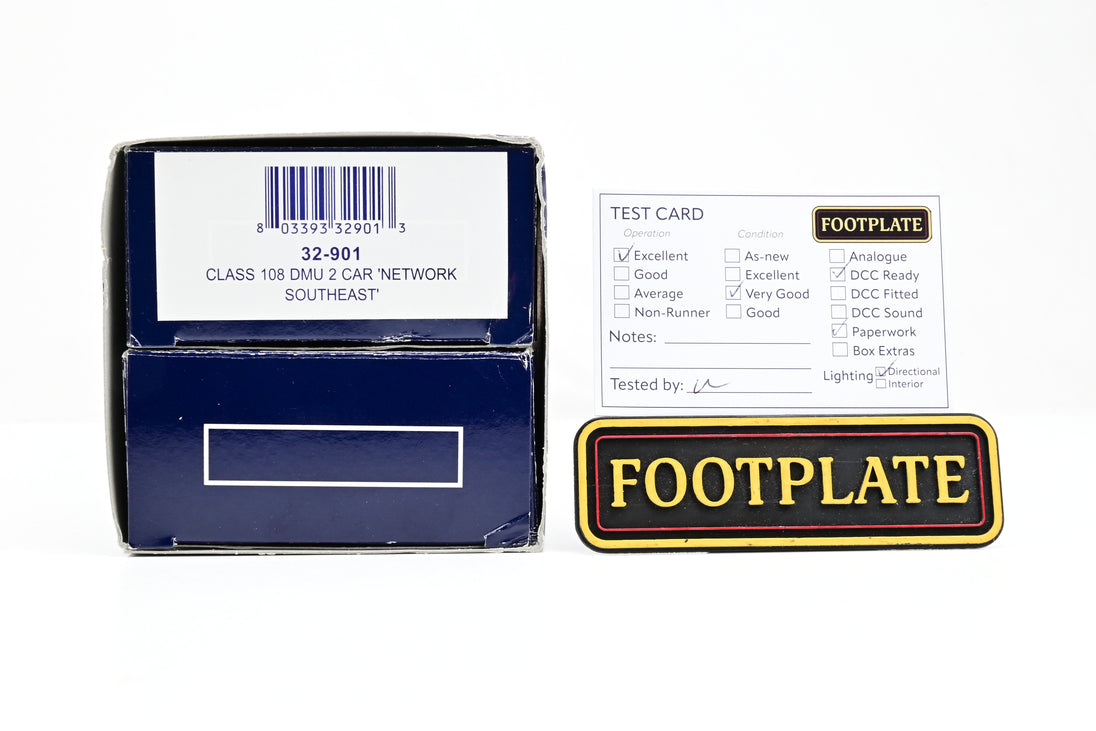 8 03393 32901 3
32-901
CLASS 108 DMU 2 CAR 'NETWORK
SOUTHEAST'
TEST CARD
FOOTPLATE
Operation
Condition
Excellent
Good
Average
Non-Runner
As-new
Excellent
Very Good
Good
Analogue
DCC Ready
DCC Fitted
DCC Sound
Paperwork
Box Extras
Notes:
Tested by:
Lighting
Directional
Interior
FOOTPLATE